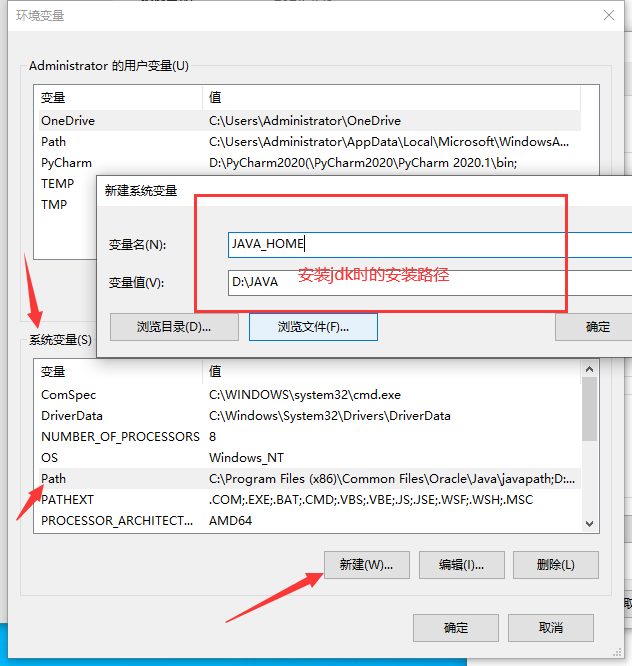 环境变量
Administrator 的用户变量(U)
变量 值
OneDrive C:\Users\Administrator\OneDrive
Path C:\Users\Administrator\AppData\Local\Microsoft\WindowsA...
PyCharm D:\PyCharm2020(\PyCharm2020\PyCharm 2020.1\bin;
TEMP
TMP
新建系统变量
变量名(N): JAVA_HOME
变量值(V): D:\JAVA 安装jdk时的安装路径
浏览目录(D)... 浏览文件(F)... 确定
系统变量(S)
变量 值
ComSpec C:\WINDOWS\system32\cmd.exe
DriverData C:\Windows\System32\Drivers\DriverData
NUMBER_OF_PROCESSORS 8
OS Windows_NT
Path C:\Program Files (x86)\Common Files\Oracle\Java\javapath;D:...
PATHEXT .COM;.EXE;.BAT;.CMD;.VBS;.VBE;.JS;.JSE;.WSF;.WSH;.MSC
PROCESSOR_ARCHITECT... AMD64
新建(W)... 编辑(I)... 删除(L)
确定 取消